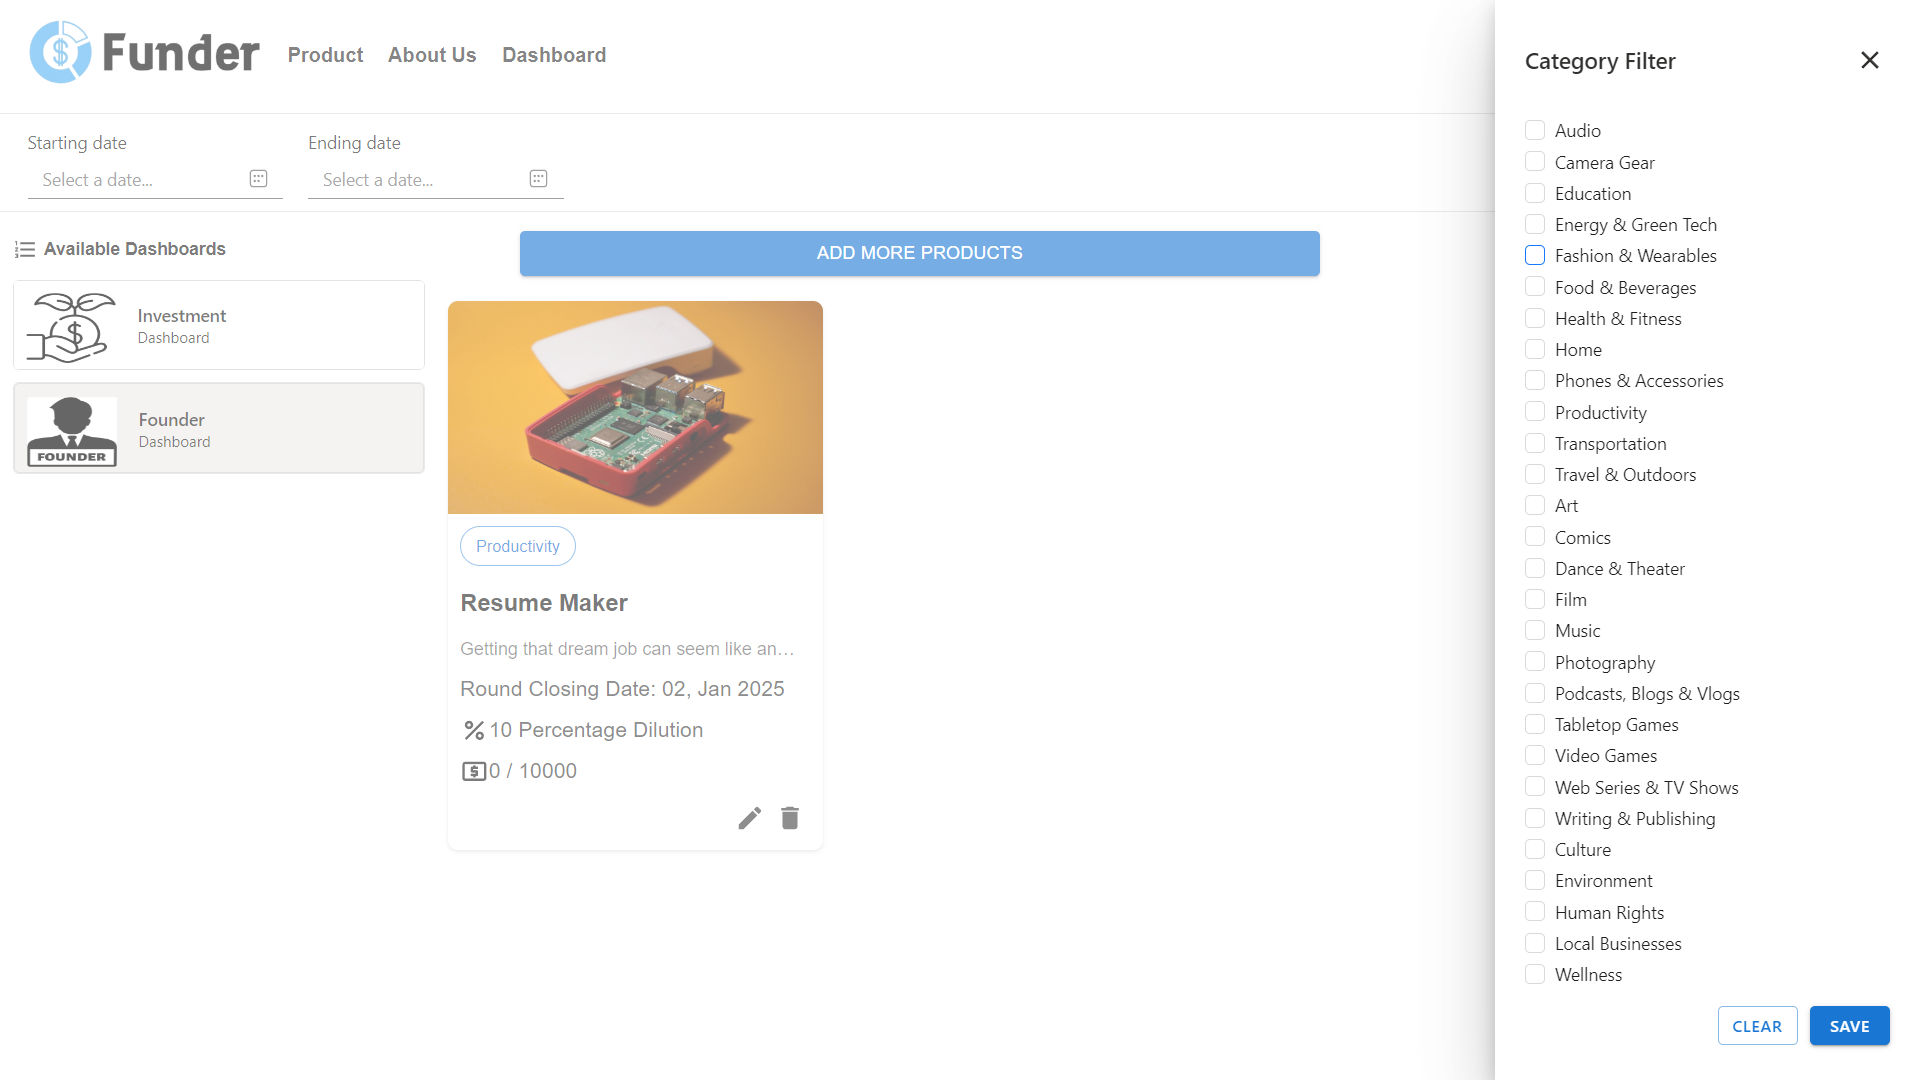 Funder
Product
About Us
Dashboard
Starting date
Ending date
Select a date...
Select a date...
Available Dashboards
Investment
Dashboard
FOUNDER
Founder
Dashboard
ADD MORE PRODUCTS
Productivity
Resume Maker
Getting that dream job can seem like an...
Round Closing Date: 02, Jan 2025
10 Percentage Dilution
0 / 10000
Category Filter
Audio
Camera Gear
Education
Energy & Green Tech
Fashion & Wearables
Food & Beverages
Health & Fitness
Home
Phones & Accessories
Productivity
Transportation
Travel & Outdoors
Art
Comics
Dance & Theater
Film
Music
Photography
Podcasts, Blogs & Vlogs
Tabletop Games
Video Games
Web Series & TV Shows
Writing & Publishing
Culture
Environment
Human Rights
Local Businesses
Wellness
CLEAR
SAVE